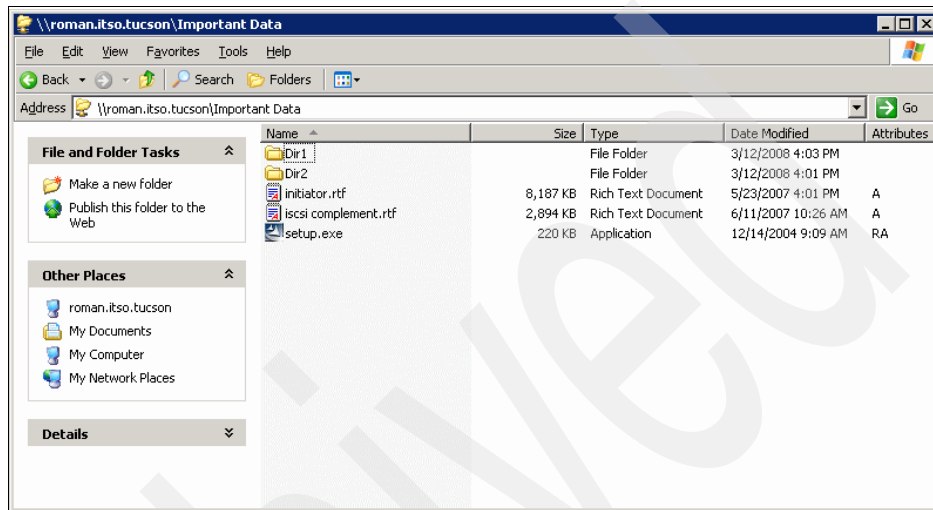 \\roman.itso.tucson\Important Data
File Edit View Favorites Tools Help
Back Search Folders
Address \\roman.itso.tucson\Important Data Go
Name Size Type Date Modified Attributes
File and Folder Tasks
Make a new folder
Publish this folder to the
Web
Other Places
roman.itso.tucson
My Documents
My Computer
My Network Places
Details
Dir1 File Folder 3/12/2008 4:03 PM
Dir2 File Folder 3/12/2008 4:01 PM
initiator.rtf 8,187 KB Rich Text Document 5/23/2007 4:01 PM A
iscsi complement.rtf 2,894 KB Rich Text Document 6/11/2007 10:26 AM A
setup.exe 220 KB Application 12/14/2004 9:09 AM RA